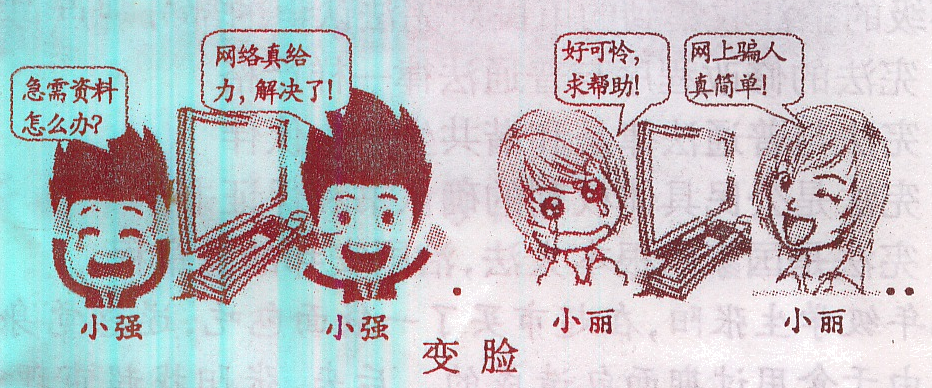 急需资料
怎么办?
网络真给
力,解决了!
好可怜,
求帮助!
网上骗人
真简单!
小强
小强
小丽
小丽
变脸